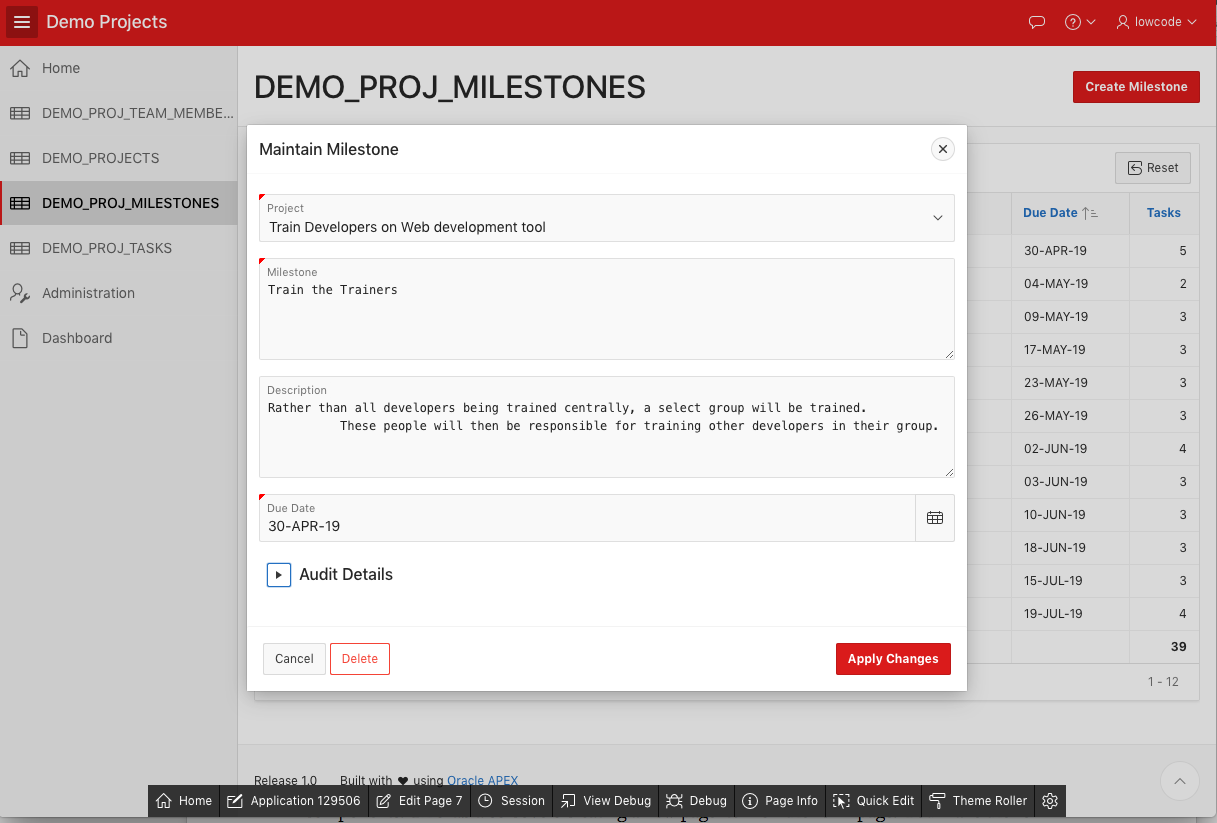 Demo Projects
lowcode
Home
DEMO_PROJ_TEAM_MEMBE...
DEMO_PROJECTS
DEMO_PROJ_MILESTONES
DEMO_PROJ_TASKS
Administration
Dashboard
DEMO_PROJ_MILESTONES
Create Milestone
Maintain Milestone
Project
Train Developers on Web development tool
Milestone
Train the Trainers
Description
Rather than all developers being trained centrally, a select group will be trained.
These people will then be responsible for training other developers in their group.
Due Date
30-APR-19
Audit Details
Cancel
Delete
Apply Changes
Reset
Due Date Tasks
30-APR-19 5
04-MAY-19 2
09-MAY-19 3
17-MAY-19 3
23-MAY-19 3
26-MAY-19 3
02-JUN-19 4
03-JUN-19 3
10-JUN-19 3
18-JUN-19 3
15-JUL-19 3
19-JUL-19 4
39
1 - 12
Release 1.0 Built with ♥ using Oracle APEX
Home Application 129506 Edit Page 7 Session View Debug Debug Page Info Quick Edit Theme Roller